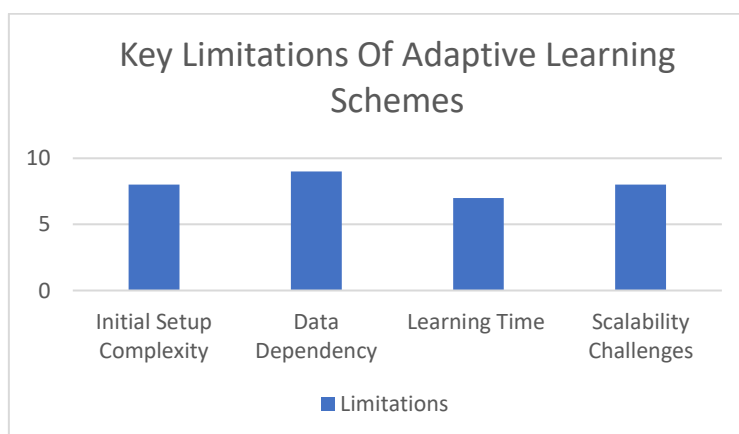 Key Limitations Of Adaptive Learning
Schemes
10
5
0
Initial Setup
Complexity
Data
Dependency
Learning Time
Scalability
Challenges
Limitations